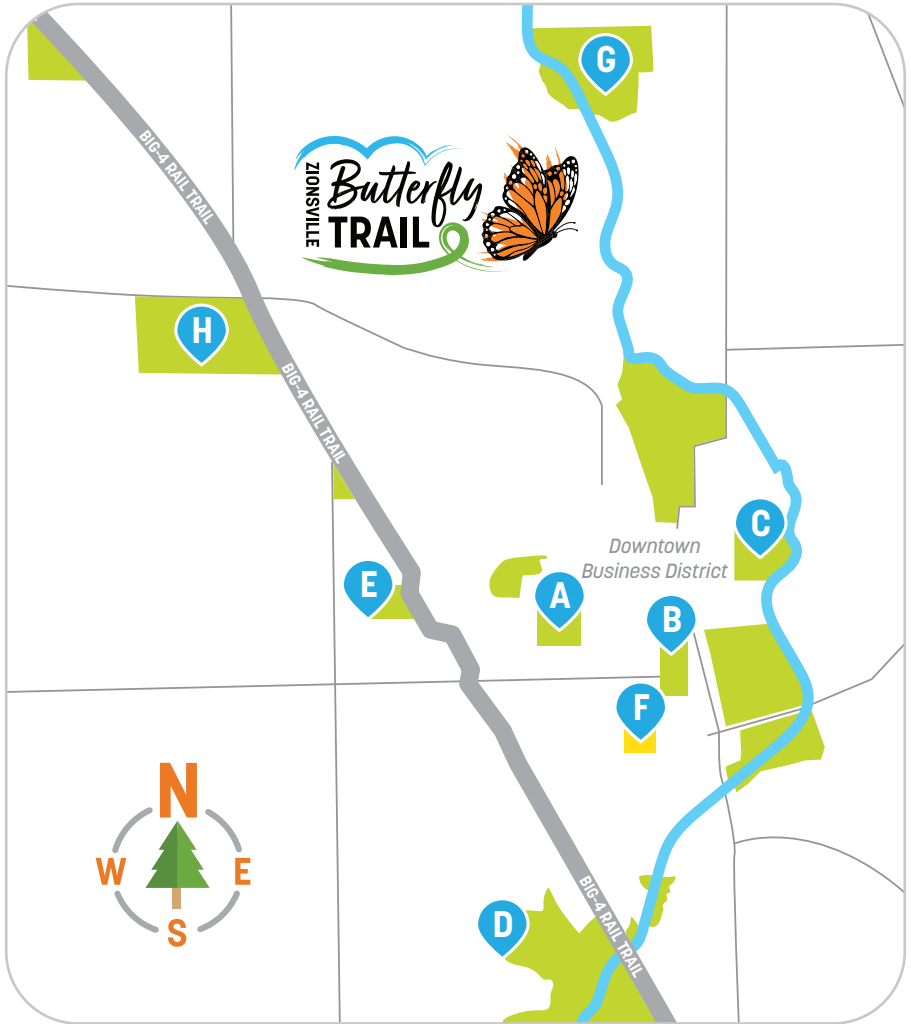 G
BIG-4 RAIL TRAIL
ZIONSVILLE
Butterfly
TRAIL
H
BIG-4 RAIL TRAIL
C
Downtown
Business District
E
A
B
F
N
W
E
S
D
BIG-4 RAIL TRAIL